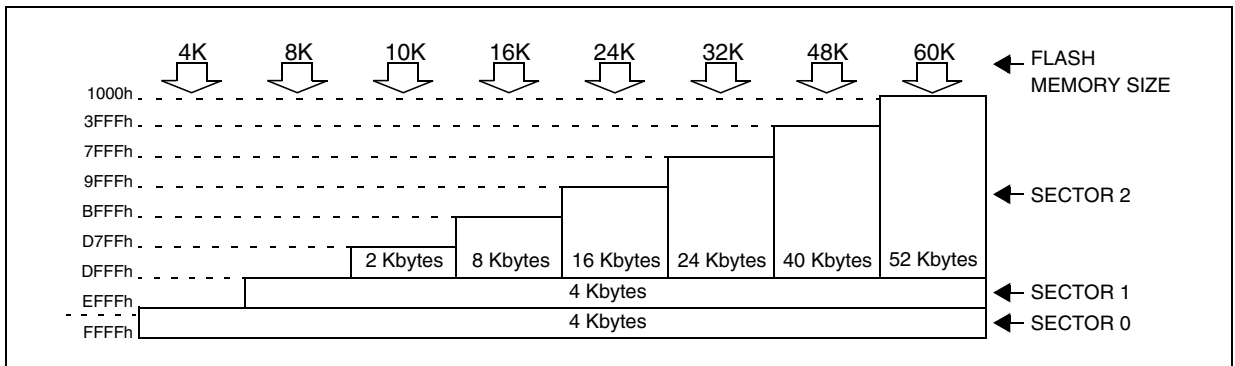 4K 8K 10K 16K 24K 32K 48K 60K
FLASH
MEMORY SIZE
1000h
3FFFh
7FFFh
9FFFh
SECTOR 2
BFFFh
D7FFh
2 Kbytes 8 Kbytes 16 Kbytes 24 Kbytes 40 Kbytes 52 Kbytes
DFFFh
4 Kbytes
SECTOR 1
EFFFh
4 Kbytes
SECTOR 0
FFFFh